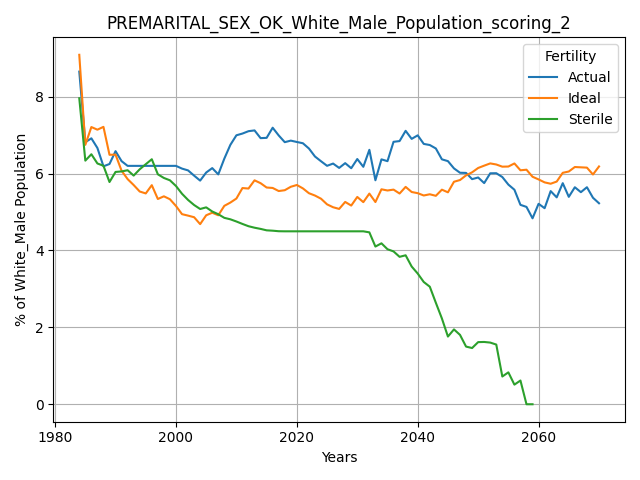 PREMARITAL_SEX_OK_White_Male_Population_scoring_2
Fertility
Actual
Ideal
Sterile
% of White_Male Population
8
6
4
2
0
1980
2000
2020
2040
2060
Years